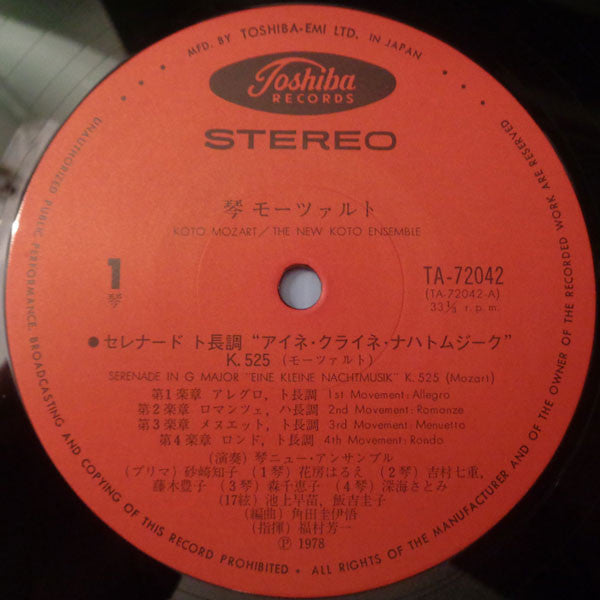 MFD. BY TOSHIBA-EMI LTD. IN JAPAN
Toshiba
RECORDS
STEREO
琴 モーツァルト
KOTO MOZART/THE NEW KOTO ENSEMBLE
1
琴
TA-72042
(TA-72042-A)
33⅓ r.p.m.
●セレナード ト長調 “アイネ・クライネ・ナハトムジーク”
K.525 (モーツァルト)
SERENADE IN G MAJOR "EINE KLEINE NACHTMUSIK" K.525 (Mozart)
第1楽章 アレグロ, ト長調 1st Movement: Allegro
第2楽章 ロマンツェ, ハ長調 2nd Movement: Romanze
第3楽章 メヌエット, ト長調 3rd Movement: Menuetto
第4楽章 ロンド, ト長調 4th Movement: Rondo
(演奏) 琴ニュー・アンサンブル
(プリマ) 砂崎知子 (1琴) 花房はるえ (2琴) 吉村七重,
藤木豊子 (3琴) 森千恵子 (4琴) 深海さとみ
(17絃) 池上早苗, 飯吉圭子
(編曲) 角田圭伊悟
(指揮) 福村芳一
Ⓟ 1978
UNAUTHORIZED PUBLIC PERFORMANCE, BROADCASTING AND COPYING OF THIS RECORD PROHIBITED • ALL RIGHTS OF THE MANUFACTURER AND OF THE OWNER OF THE RECORDED WORK ARE RESERVED